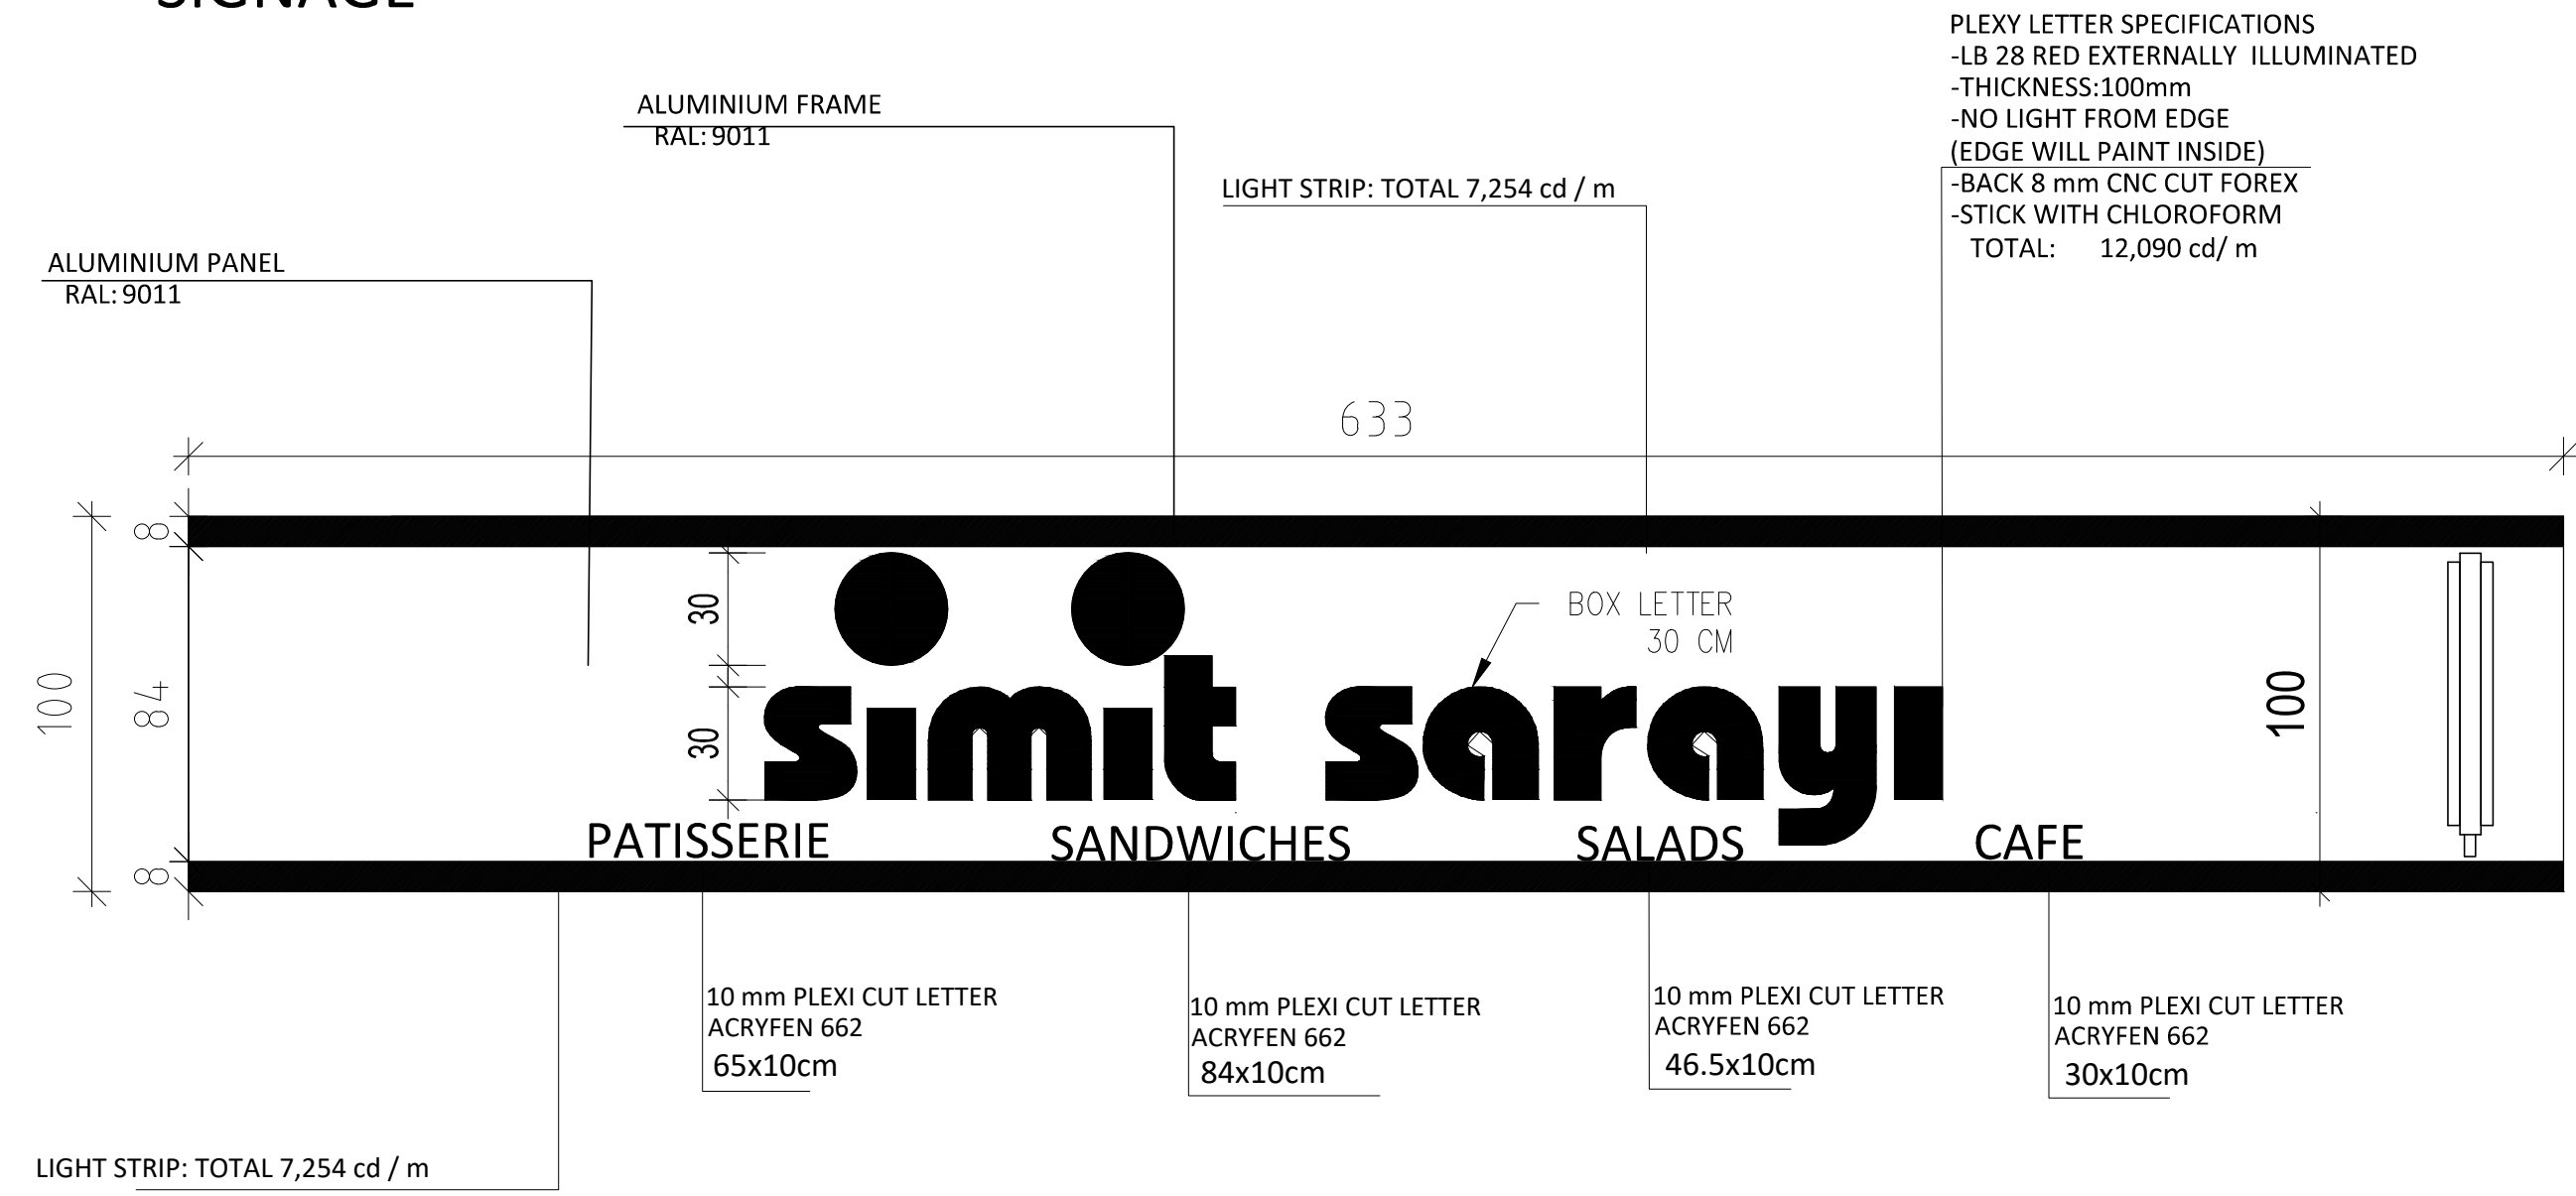 SIGNAGE
PLEXY LETTER SPECIFICATIONS
-LB 28 RED EXTERNALLY ILLUMINATED
-THICKNESS:100mm
-NO LIGHT FROM EDGE
(EDGE WILL PAINT INSIDE)
-BACK 8 mm CNC CUT FOREX
-STICK WITH CHLOROFORM
TOTAL: 12,090 cd/ m
ALUMINIUM FRAME
RAL: 9011
LIGHT STRIP: TOTAL 7,254 cd / m
ALUMINIUM PANEL
RAL: 9011
633
8
30
BOX LETTER
30 CM
100
84
30
simit sarayı
100
PATISSERIE SANDWICHES SALADS CAFE
8
10 mm PLEXI CUT LETTER
ACRYFEN 662
65x10cm
10 mm PLEXI CUT LETTER
ACRYFEN 662
84x10cm
10 mm PLEXI CUT LETTER
ACRYFEN 662
46.5x10cm
10 mm PLEXI CUT LETTER
ACRYFEN 662
30x10cm
LIGHT STRIP: TOTAL 7,254 cd / m